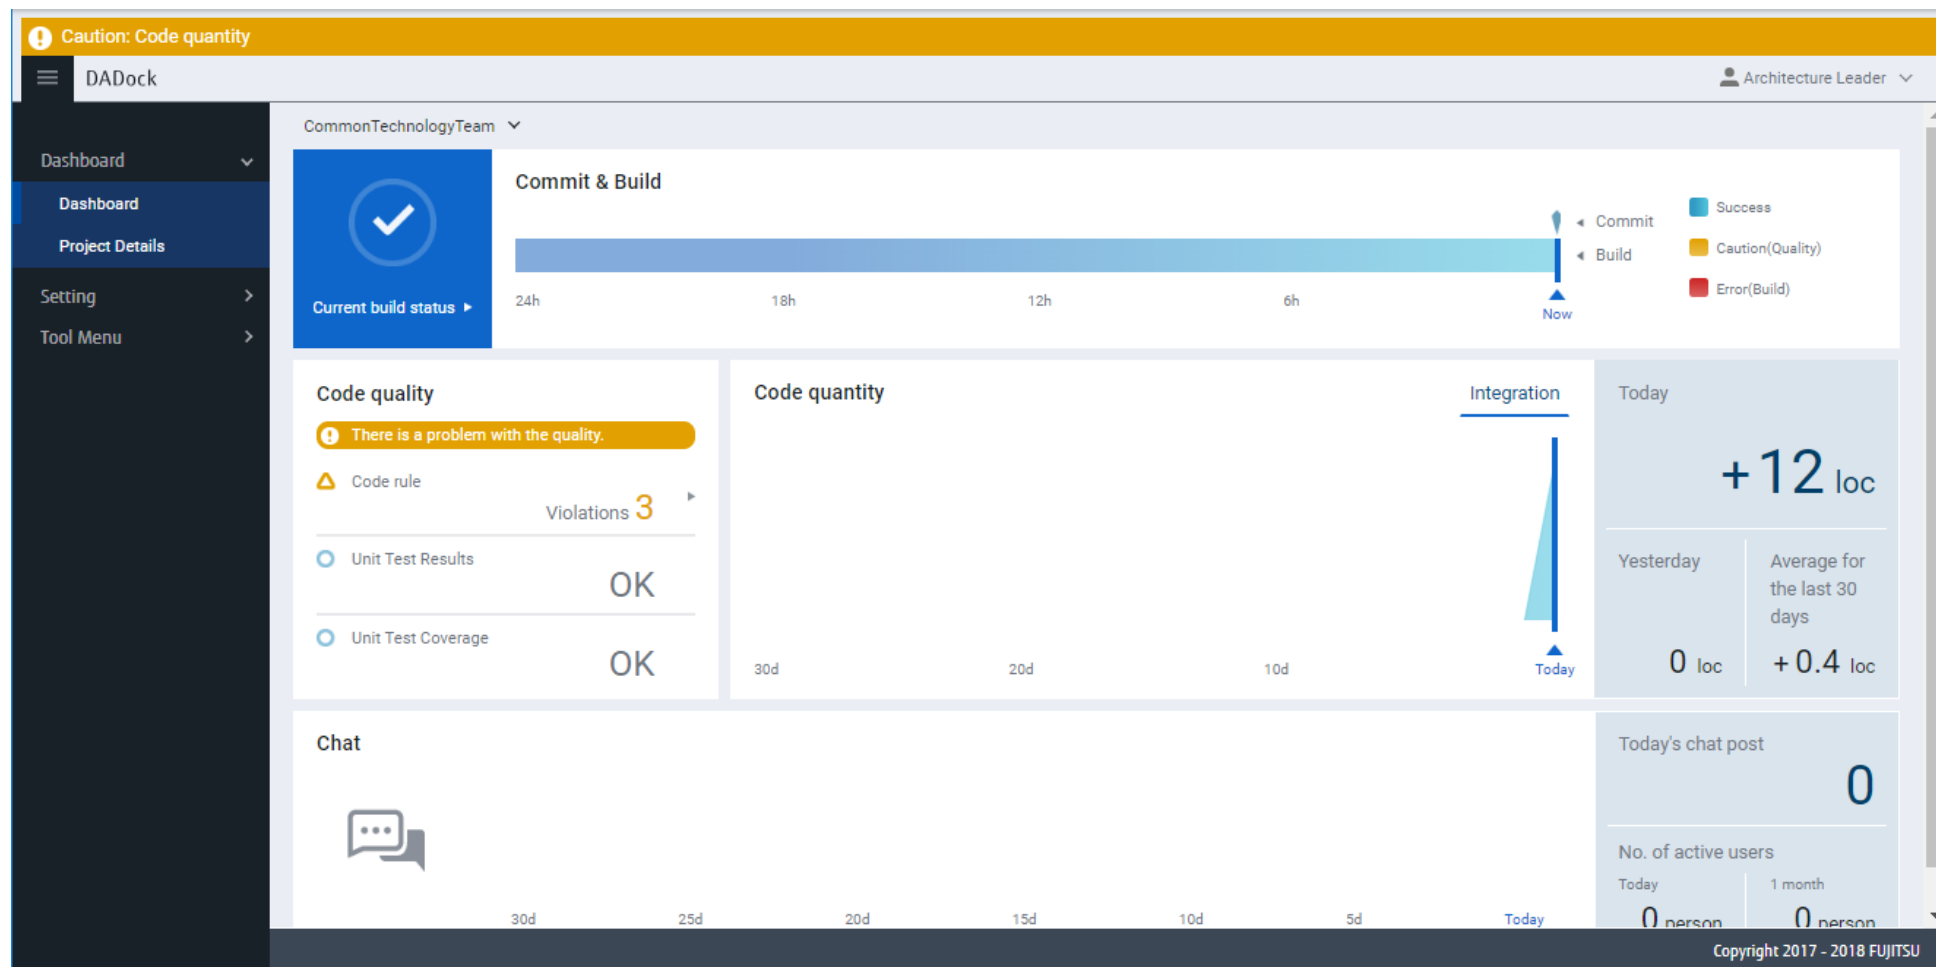 Caution: Code quantity
DADock
Architecture Leader
CommonTechnologyTeam
Dashboard
Dashboard
Project Details
Setting
Tool Menu
Current build status
Commit & Build
Commit
Build
24h
18h
12h
6h
Now
Success
Caution(Quality)
Error(Build)
Code quality
There is a problem with the quality.
Code rule
Violations 3
Unit Test Results
OK
Unit Test Coverage
OK
Code quantity
Integration
30d
20d
10d
Today
Today
+12 loc
Yesterday
0 loc
Average for
the last 30
days
+0.4 loc
Chat
30d
25d
20d
15d
10d
5d
Today
Today's chat post
0
No. of active users
Today
0 person
1 month
0 person
Copyright 2017 - 2018 FUJITSU